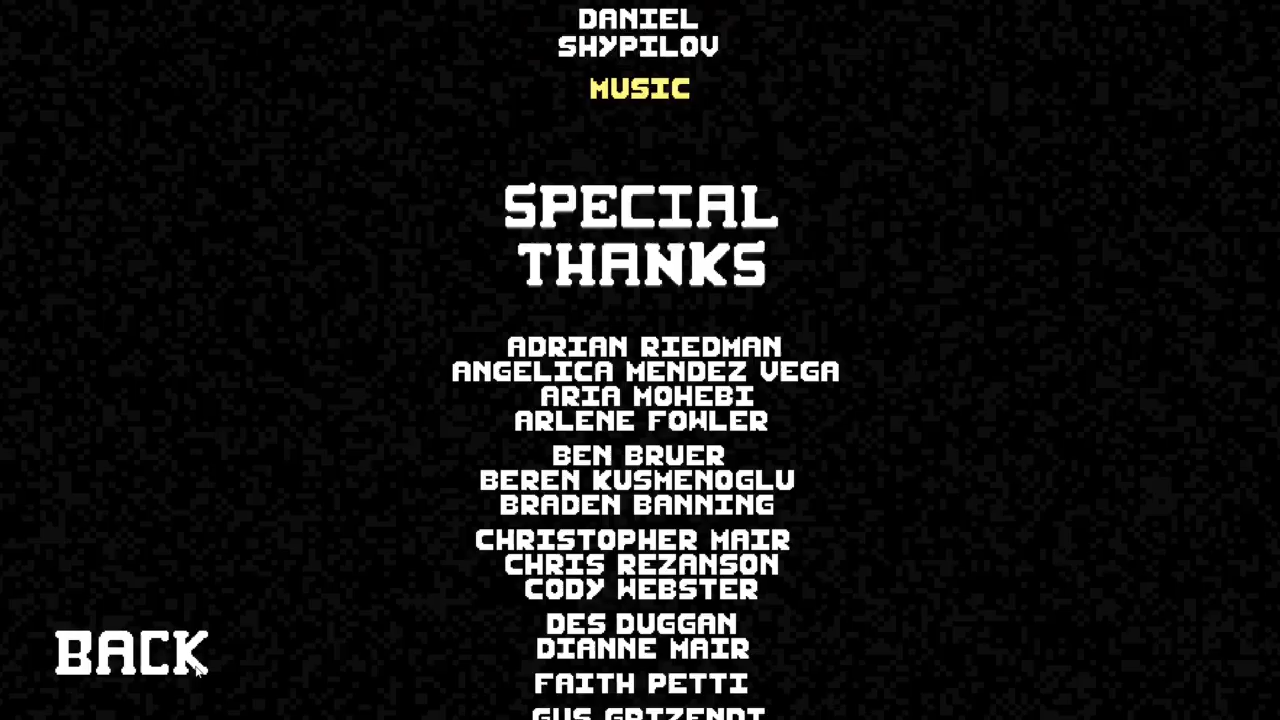 DANIEL
SHYPILOV
MUSIC
SPECIAL
THANKS
ADRIAN RIEDMAN
ANGELICA MENDEZ VEGA
ARIA MOHEBI
ARLENE FOWLER
BEN BRUER
BEREN KUSMENOGLU
BRADEN BANNING
CHRISTOPHER MAIR
CHRIS REZANSON
CODY WEBSTER
DES DUGGAN
DIANNE MAIR
BACK
FAITH PETTI
GUS